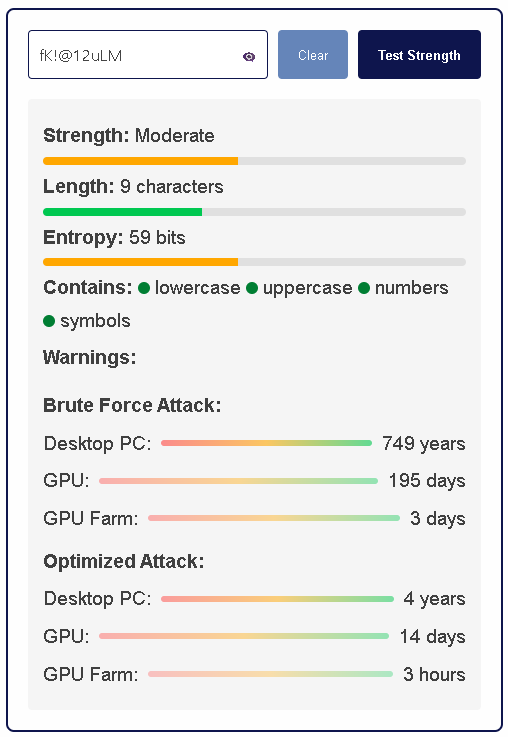 fK!@12uLM Clear Test Strength
Strength: Moderate
Length: 9 characters
Entropy: 59 bits
Contains: lowercase uppercase numbers
symbols
Warnings:
Brute Force Attack:
Desktop PC: 749 years
GPU: 195 days
GPU Farm: 3 days
Optimized Attack:
Desktop PC: 4 years
GPU: 14 days
GPU Farm: 3 hours